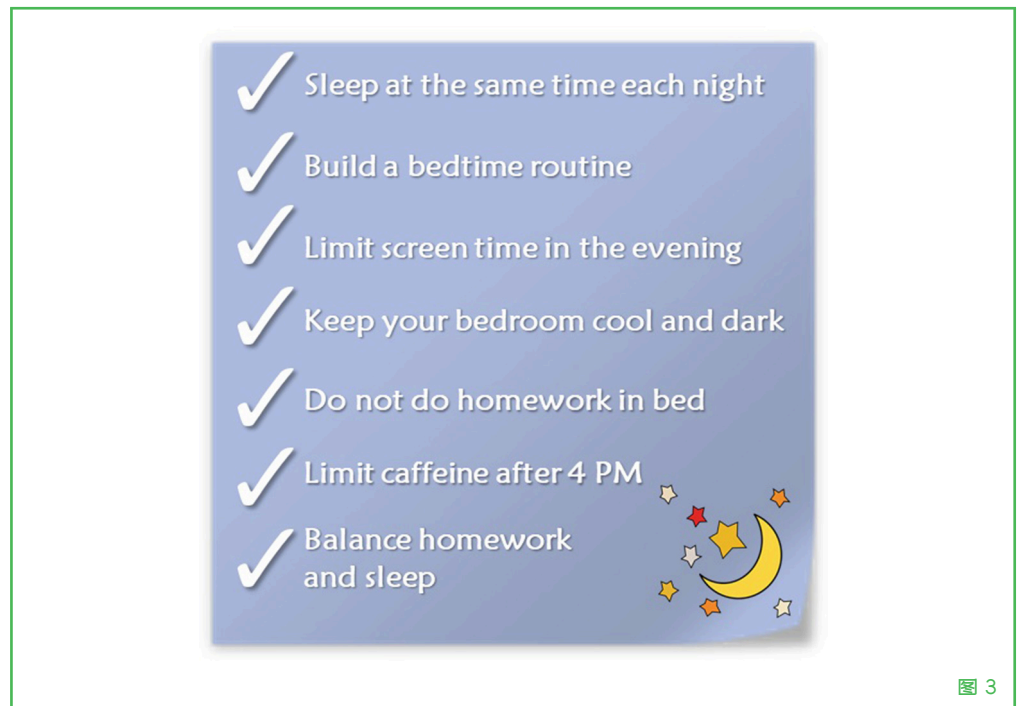 Sleep at the same time each night
Build a bedtime routine
Limit screen time in the evening
Keep your bedroom cool and dark
Do not do homework in bed
Limit caffeine after 4 PM
Balance homework
and sleep
图 3